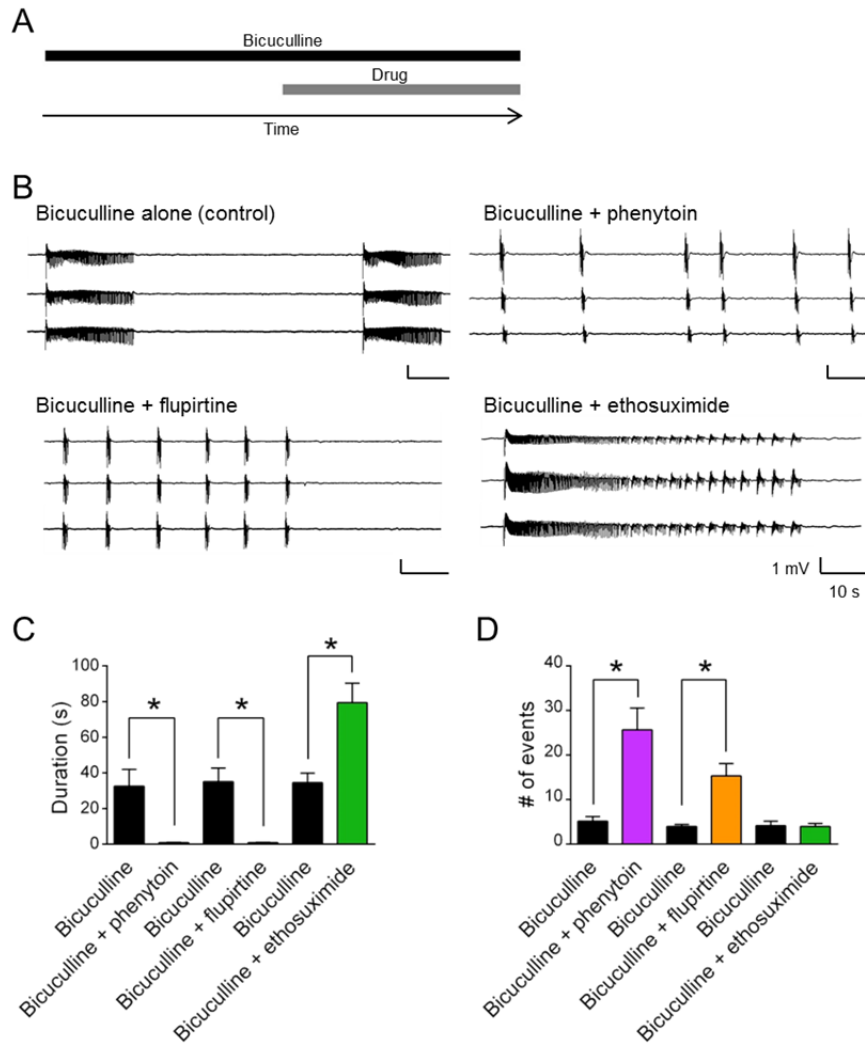 A
Bicuculline
Drug
Time
B
Bicuculline alone (control)
Bicuculline + phenytoin
Bicuculline + flupirtine
Bicuculline + ethosuximide
1 mV
10 s
C
Duration (s)
100
80
60
40
20
0
*
*
*
Bicuculline
Bicuculline + phenytoin
Bicuculline
Bicuculline + flupirtine
Bicuculline
Bicuculline + ethosuximide
D
# of events
40
30
20
10
0
*
*
Bicuculline
Bicuculline + phenytoin
Bicuculline
Bicuculline + flupirtine
Bicuculline
Bicuculline + ethosuximide